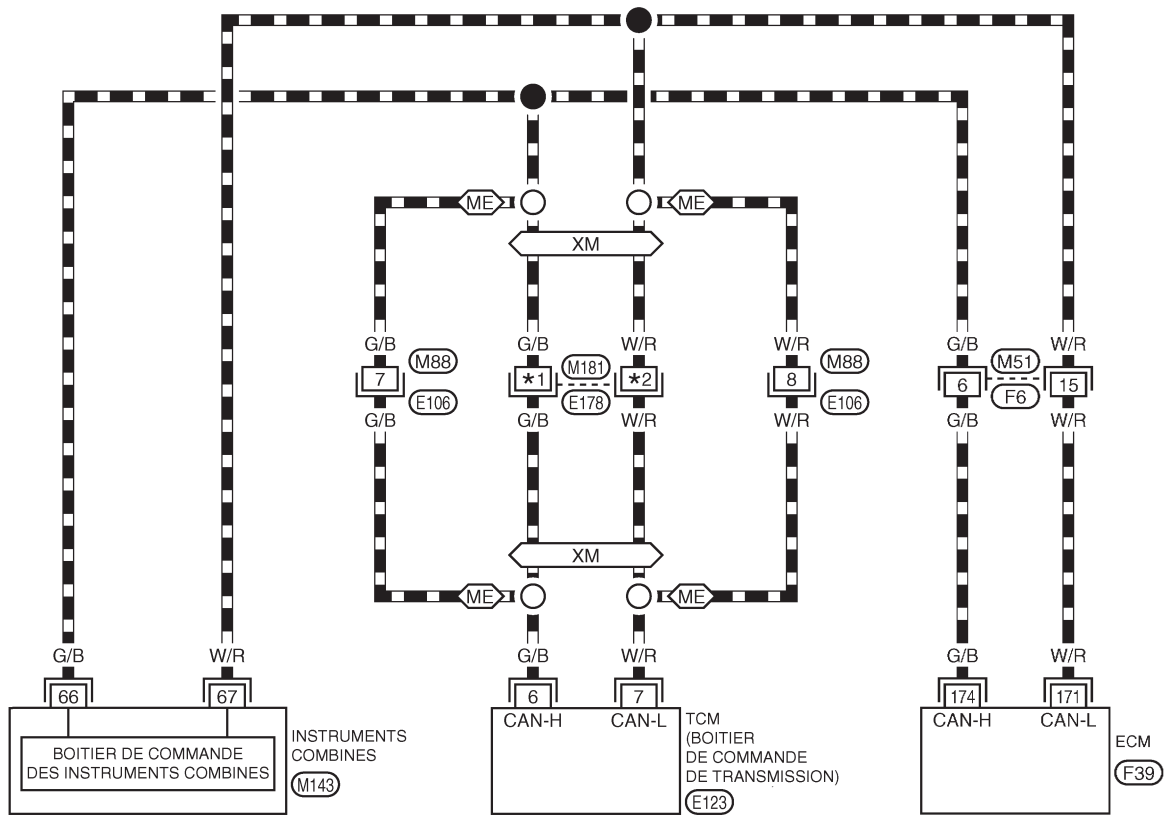 ME
ME
XM
G/B
G/B
W/R
W/R
G/B
W/R
7
M88
E106
*1
M181
E178
*2
8
M88
E106
6
M51
F6
15
G/B
G/B
W/R
W/R
G/B
W/R
XM
ME
ME
G/B
W/R
G/B
W/R
G/B
W/R
66
67
6
7
174
171
CAN-H
CAN-L
CAN-H
CAN-L
BOITIER DE COMMANDE
DES INSTRUMENTS COMBINES
INSTRUMENTS
COMBINES
M143
TCM
(BOITIER
DE COMMANDE
DE TRANSMISSION)
E123
ECM
F39